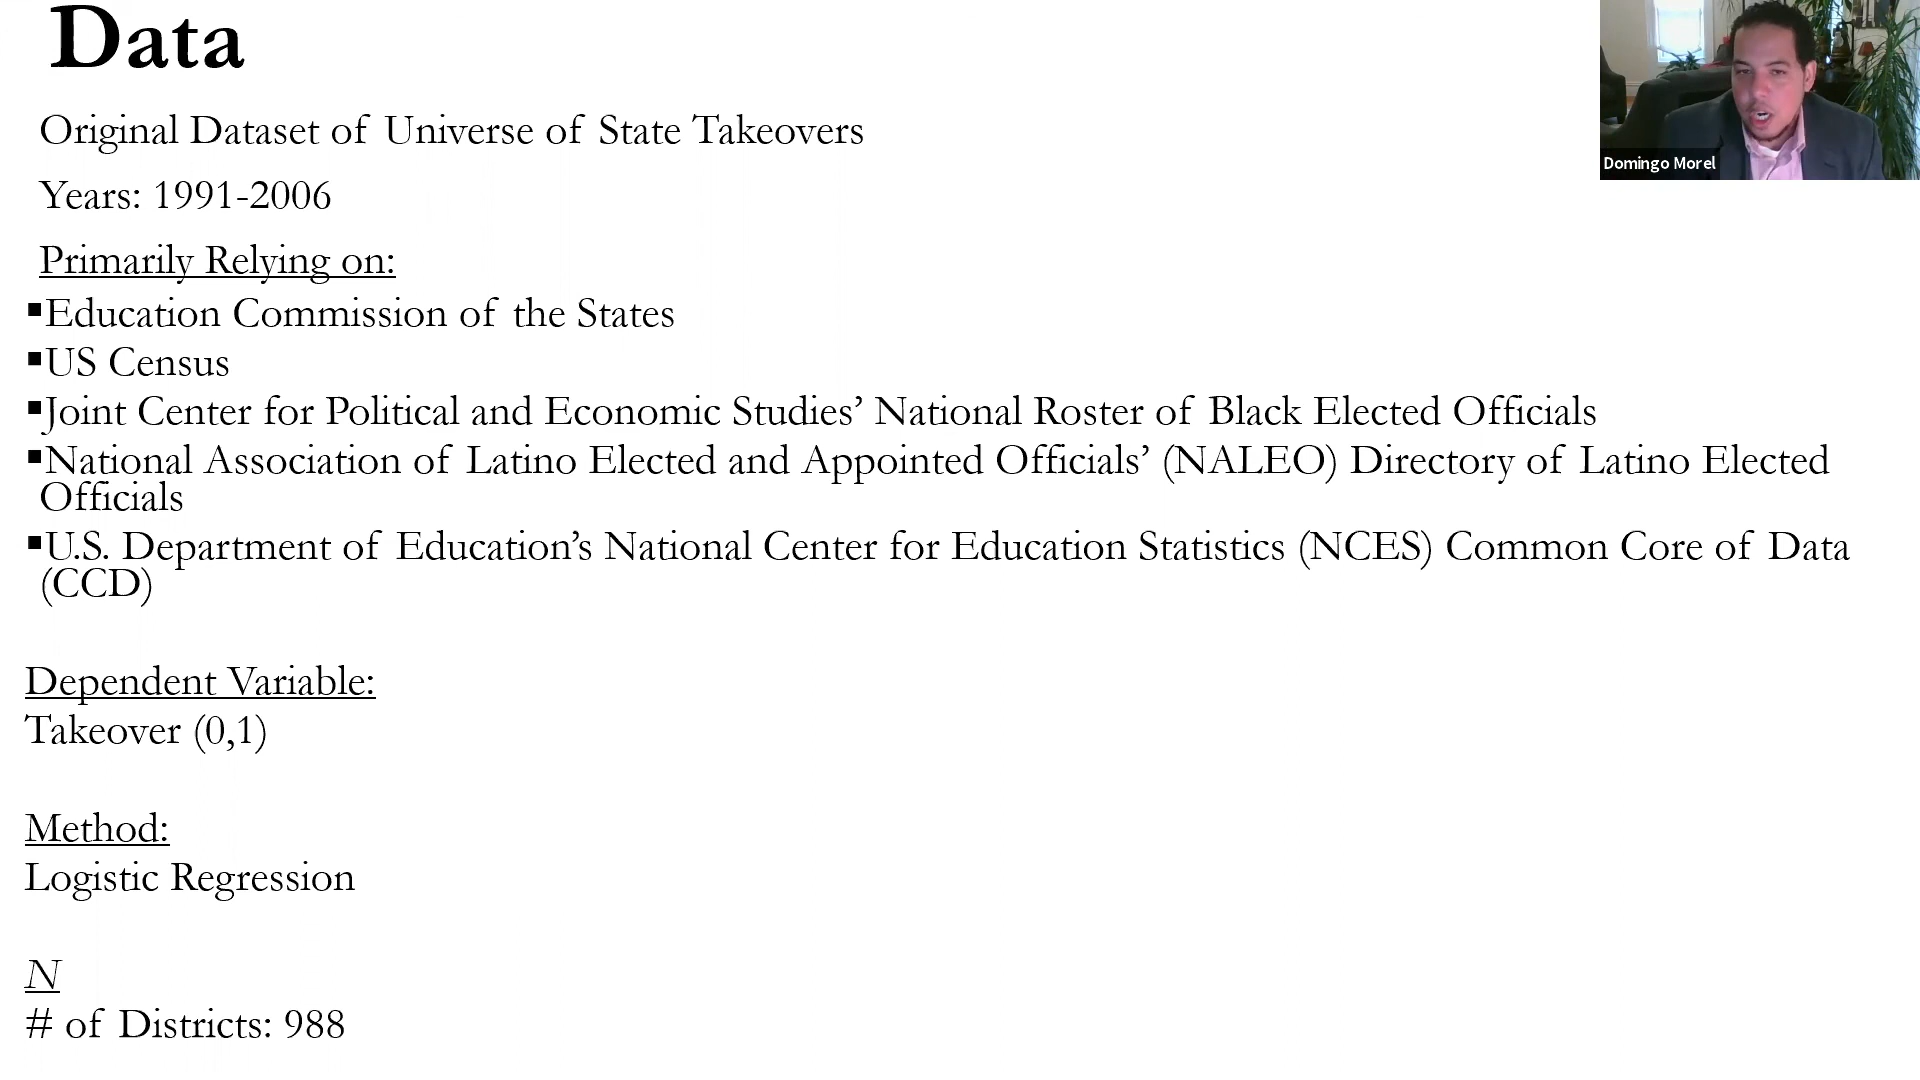 Data
Original Dataset of Universe of State Takeovers
Years: 1991-2006
Primarily Relying on:
▪Education Commission of the States
▪US Census
▪Joint Center for Political and Economic Studies’ National Roster of Black Elected Officials
▪National Association of Latino Elected and Appointed Officials’ (NALEO) Directory of Latino Elected
Officials
▪U.S. Department of Education’s National Center for Education Statistics (NCES) Common Core of Data
(CCD)
Dependent Variable:
Takeover (0,1)
Method:
Logistic Regression
N
# of Districts: 988
Domingo Morel